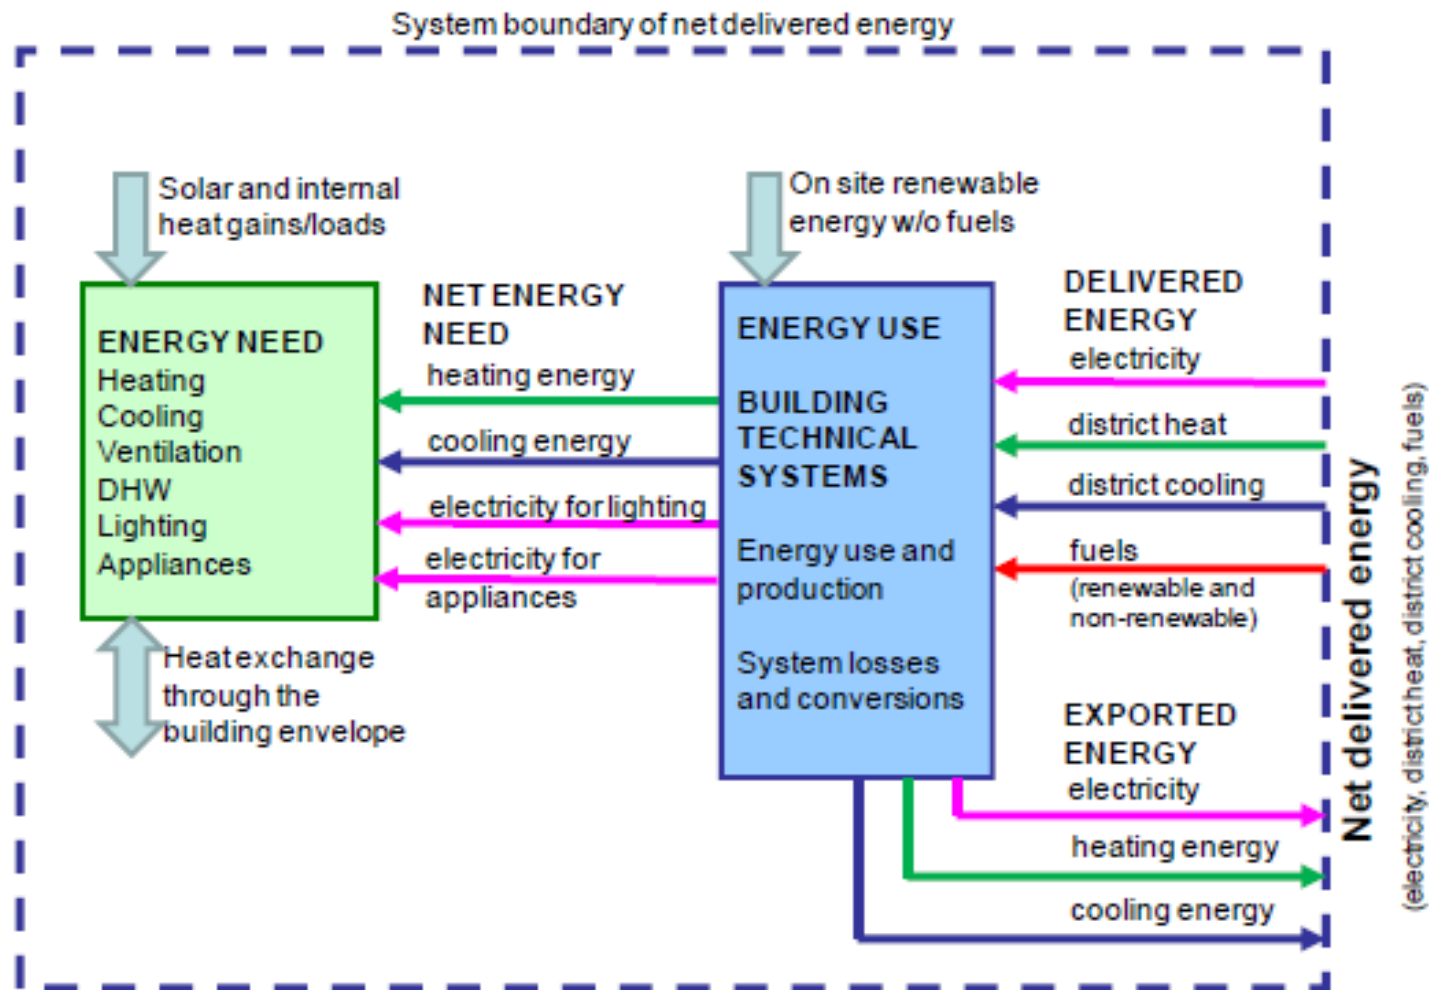 System boundary of net delivered energy
Solar and internal
heat gains/loads
On site renewable
energy w/o fuels
ENERGY NEED
Heating
Cooling
Ventilation
DHW
Lighting
Appliances
NET ENERGY
NEED
heating energy
cooling energy
electricity for lighting
electricity for
appliances
ENERGY USE
BUILDING
TECHNICAL
SYSTEMS
Energy use and
production
System losses
and conversions
DELIVERED
ENERGY
electricity
district heat
district cooling
fuels
(renewable and
non-renewable)
Heat exchange
through the
building envelope
EXPORTED
ENERGY
electricity
heating energy
cooling energy
Net delivered energy
(electricity, district heat, district cooling, fuels)